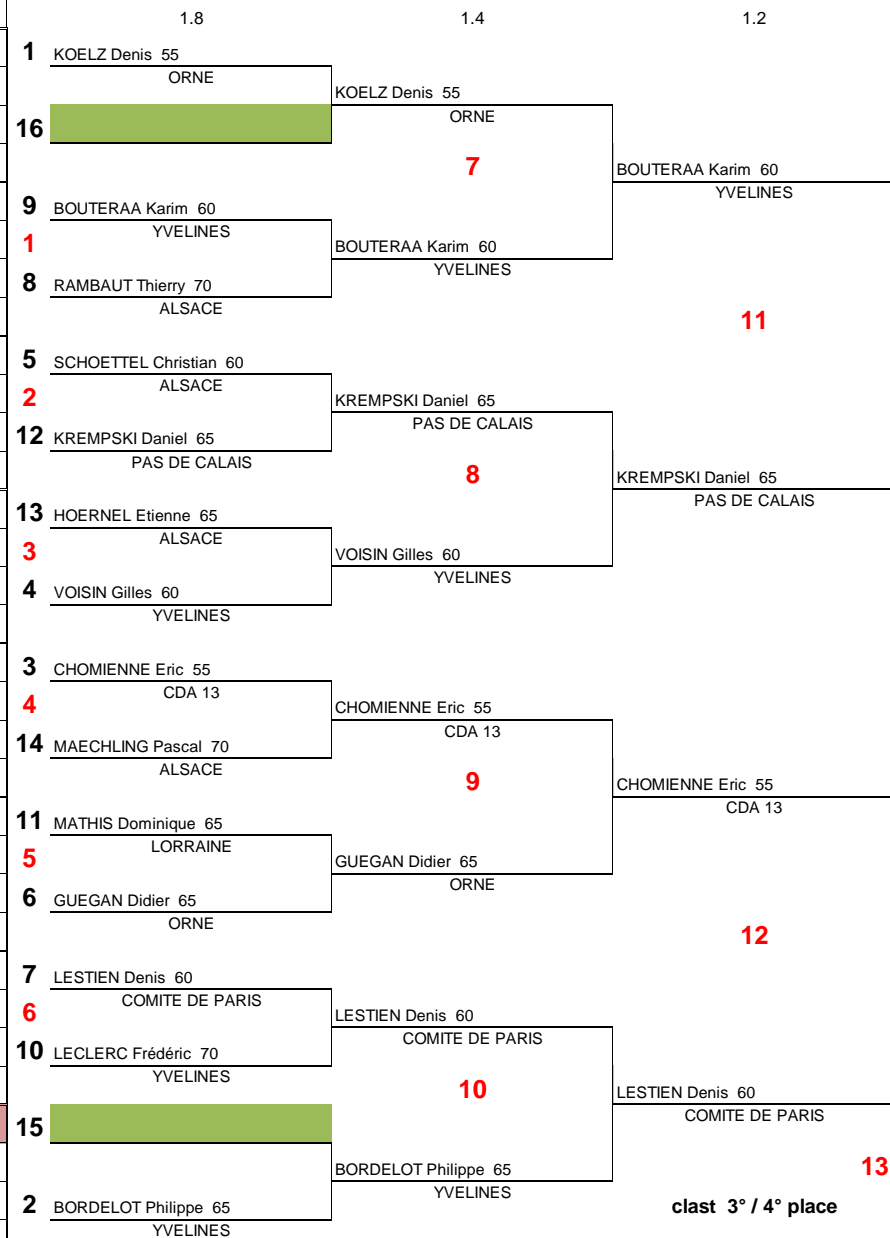 1.8 1.4 1.2
1 KOELZ Denis 55
ORNE
KOELZ Denis 55
ORNE
16
7
BOUTERAA Karim 60
YVELINES
9 BOUTERAA Karim 60
YVELINES
1
BOUTERAA Karim 60
YVELINES
8 RAMBAUT Thierry 70
ALSACE
11
5 SCHOETTEL Christian 60
ALSACE
2
KREMPSKI Daniel 65
PAS DE CALAIS
12 KREMPSKI Daniel 65
PAS DE CALAIS
8
KREMPSKI Daniel 65
PAS DE CALAIS
13 HOERNEL Etienne 65
ALSACE
3
VOISIN Gilles 60
YVELINES
4 VOISIN Gilles 60
YVELINES
3 CHOMIENNE Eric 55
CDA 13
4
CHOMIENNE Eric 55
CDA 13
14 MAECHLING Pascal 70
ALSACE
9
CHOMIENNE Eric 55
CDA 13
11 MATHIS Dominique 65
LORRAINE
5
GUEGAN Didier 65
ORNE
6 GUEGAN Didier 65
ORNE
12
7 LESTIEN Denis 60
COMITE DE PARIS
6
LESTIEN Denis 60
COMITE DE PARIS
10 LECLERC Frédéric 70
YVELINES
10
LESTIEN Denis 60
COMITE DE PARIS
15
13
BORDELOT Philippe 65
YVELINES
2 BORDELOT Philippe 65
YVELINES
clast 3° / 4° place